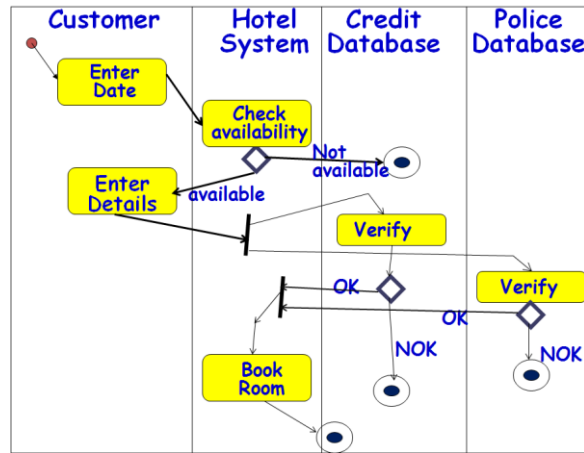 Customer
Hotel
System
Credit
Database
Police
Database
Enter
Date
Check
availability
Not
available
Enter
Details
available
Verify
Verify
OK
OK
NOK
NOK
Book
Room